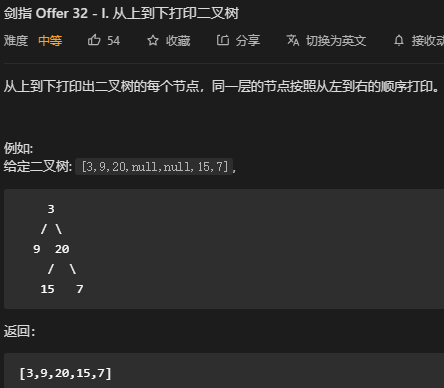 剑指 Offer 32 - I. 从上到下打印二叉树
难度 中等 54 收藏 分享 切换为英文 接收动
从上到下打印出二叉树的每个节点，同一层的节点按照从左到右的顺序打印。
例如:
给定二叉树: [3,9,20,null,null,15,7],
3
/ \
9 20
/ \
15 7
返回：
[3,9,20,15,7]